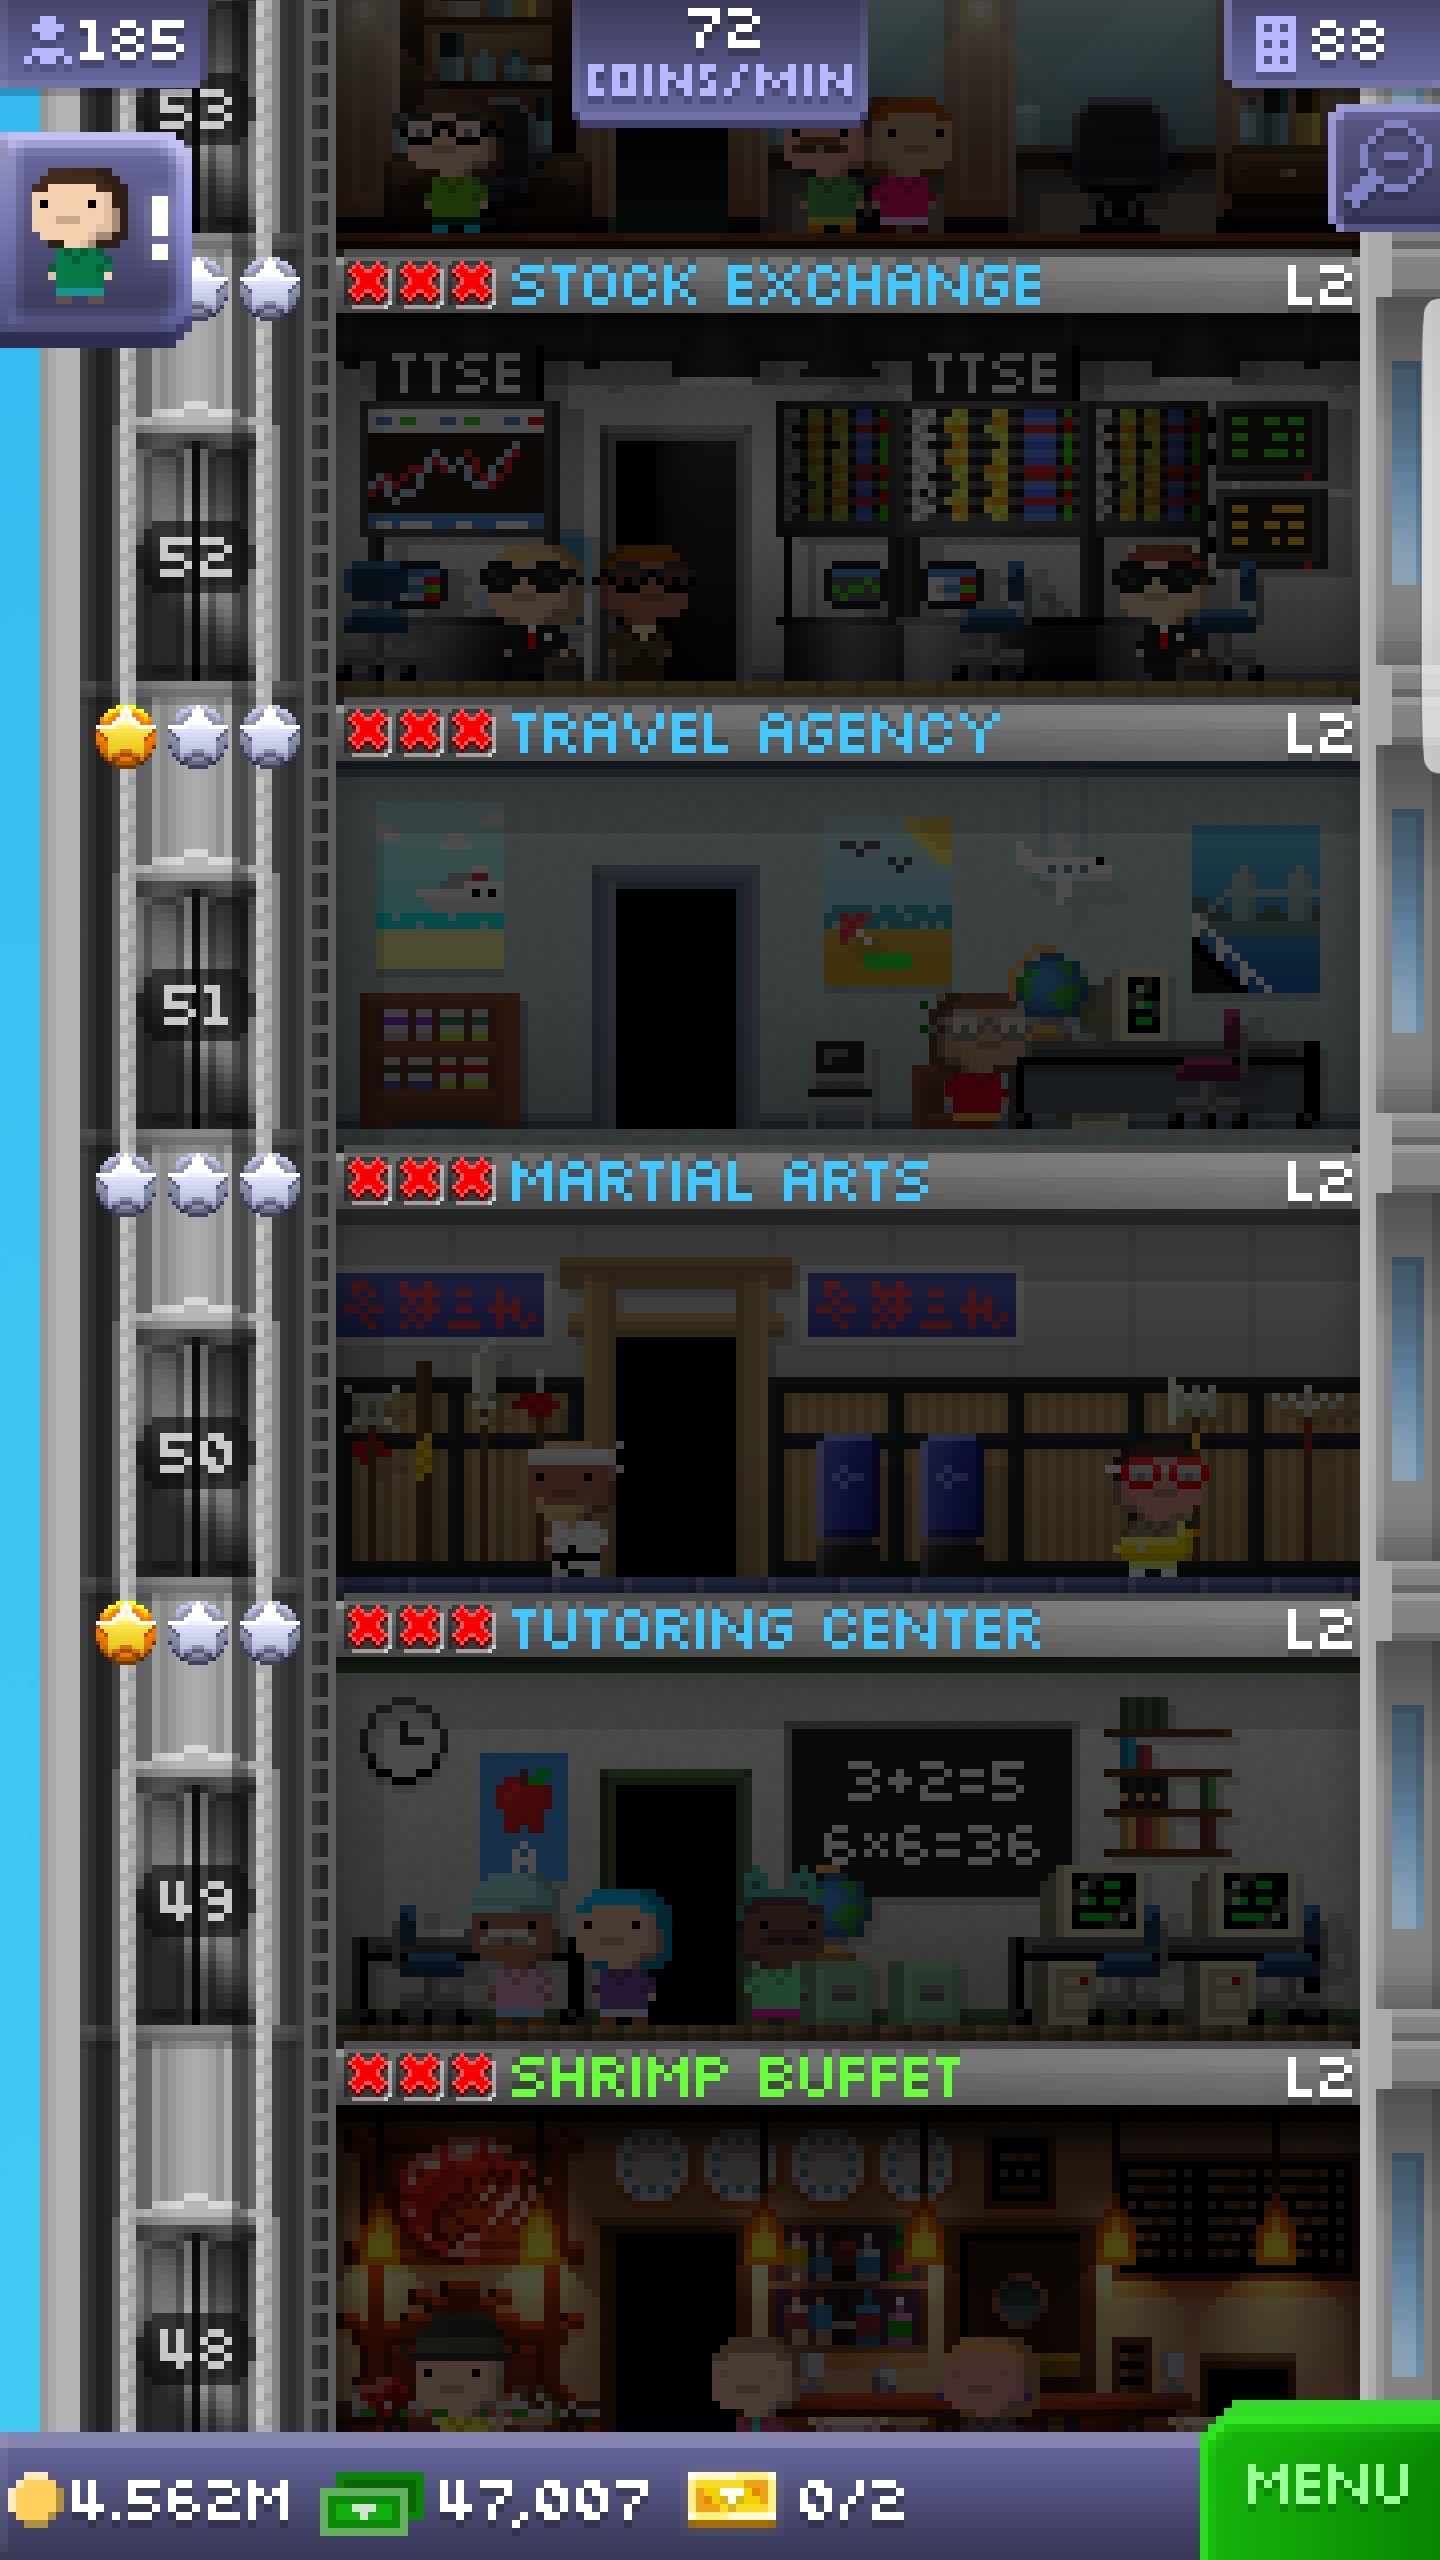 185
72
COINS/MIN
88
53
!
STOCK EXCHANGE L2
TTSE TTSE
52
TRAVEL AGENCY L2
51
MARTIAL ARTS L2
50
TUTORING CENTER L2
3+2=5
6×6=36
A
49
SHRIMP BUFFET L2
48
4.562M 47,007 0/2
MENU